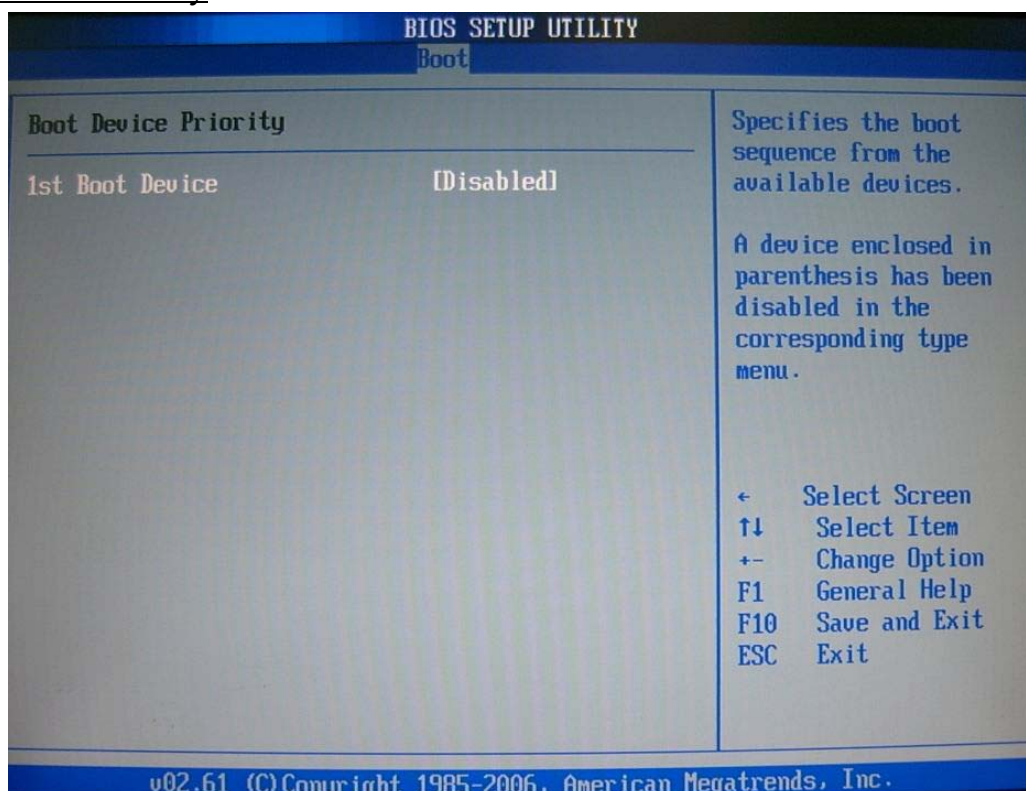 BIOS SETUP UTILITY
Boot
Boot Device Priority
1st Boot Device [Disabled]
Specifies the boot
sequence from the
available devices.
A device enclosed in
parenthesis has been
disabled in the
corresponding type
menu.
← Select Screen
↑↓ Select Item
+- Change Option
F1 General Help
F10 Save and Exit
ESC Exit
v02.61 (C)Copyright 1985-2006, American Megatrends, Inc.